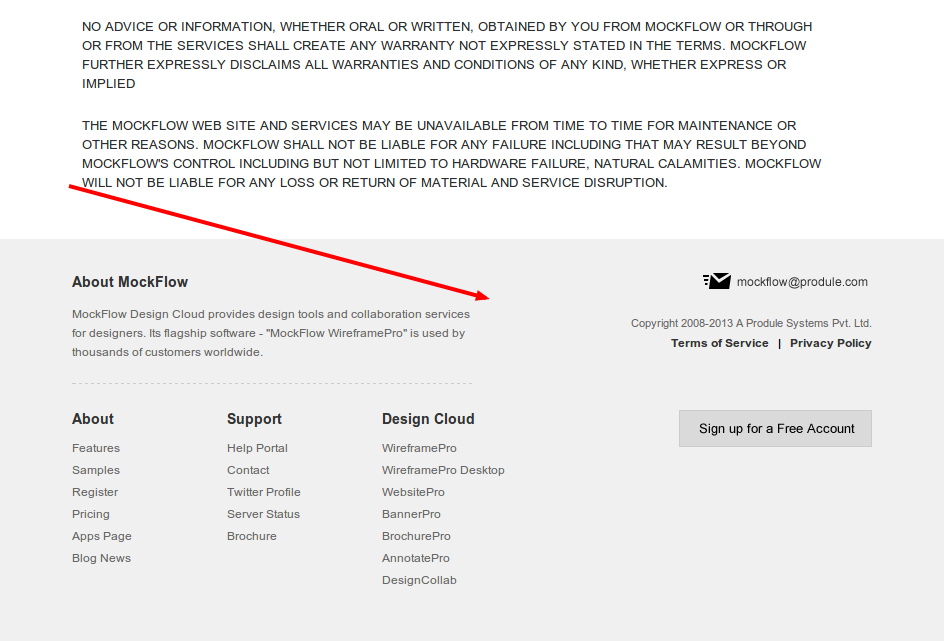 NO ADVICE OR INFORMATION, WHETHER ORAL OR WRITTEN, OBTAINED BY YOU FROM MOCKFLOW OR THROUGH
OR FROM THE SERVICES SHALL CREATE ANY WARRANTY NOT EXPRESSLY STATED IN THE TERMS. MOCKFLOW
FURTHER EXPRESSLY DISCLAIMS ALL WARRANTIES AND CONDITIONS OF ANY KIND, WHETHER EXPRESS OR
IMPLIED
THE MOCKFLOW WEB SITE AND SERVICES MAY BE UNAVAILABLE FROM TIME TO TIME FOR MAINTENANCE OR
OTHER REASONS. MOCKFLOW SHALL NOT BE LIABLE FOR ANY FAILURE INCLUDING THAT MAY RESULT BEYOND
MOCKFLOW'S CONTROL INCLUDING BUT NOT LIMITED TO HARDWARE FAILURE, NATURAL CALAMITIES. MOCKFLOW
WILL NOT BE LIABLE FOR ANY LOSS OR RETURN OF MATERIAL AND SERVICE DISRUPTION.
About MockFlow
MockFlow Design Cloud provides design tools and collaboration services
for designers. Its flagship software - "MockFlow WireframePro" is used by
thousands of customers worldwide.
mockflow@produle.com
Copyright 2008-2013 A Produle Systems Pvt. Ltd.
Terms of Service | Privacy Policy
About
Features
Samples
Register
Pricing
Apps Page
Blog News
Support
Help Portal
Contact
Twitter Profile
Server Status
Brochure
Design Cloud
WireframePro
WireframePro Desktop
WebsitePro
BannerPro
BrochurePro
AnnotatePro
DesignCollab
Sign up for a Free Account